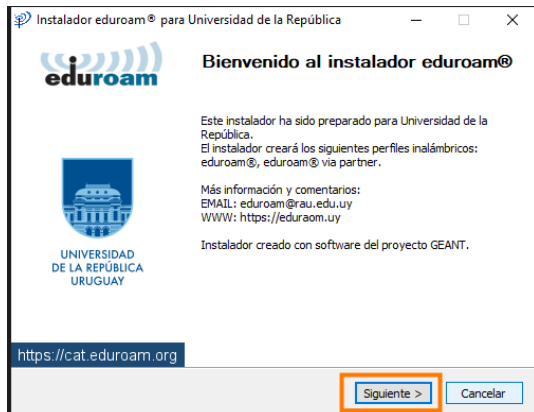 Instalador eduroam® para Universidad de la República
eduroam
Bienvenido al instalador eduroam®
Este instalador ha sido preparado para Universidad de la
República.
El instalador creará los siguientes perfiles inalámbricos:
eduroam®, eduroam® via partner.
Más información y comentarios:
EMAIL: eduroam@rau.edu.uy
WWW: https://eduraom.uy
Instalador creado con software del proyecto GEANT.
UNIVERSIDAD
DE LA REPÚBLICA
URUGUAY
https://cat.eduroam.org
Siguiente >
Cancelar